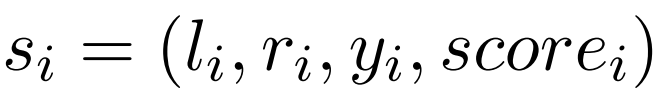 s_i = (l_i, r_i, y_i, score_i)